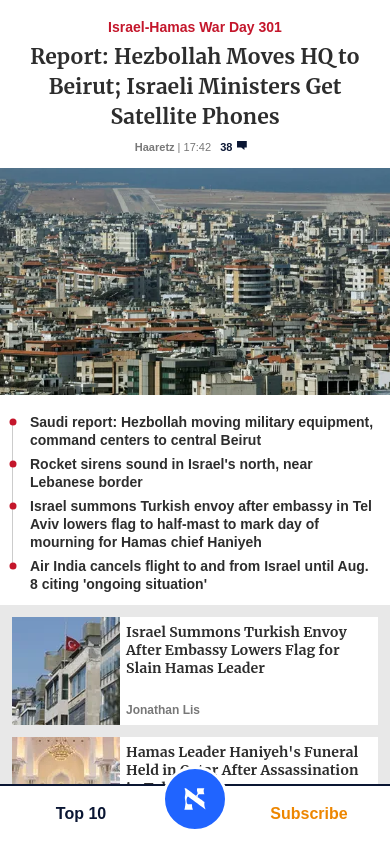 Israel-Hamas War Day 301
Report: Hezbollah Moves HQ to
Beirut; Israeli Ministers Get
Satellite Phones
Haaretz | 17:42 38
Saudi report: Hezbollah moving military equipment,
command centers to central Beirut
Rocket sirens sound in Israel's north, near
Lebanese border
Israel summons Turkish envoy after embassy in Tel
Aviv lowers flag to half-mast to mark day of
mourning for Hamas chief Haniyeh
Air India cancels flight to and from Israel until Aug.
8 citing 'ongoing situation'
Israel Summons Turkish Envoy
After Embassy Lowers Flag for
Slain Hamas Leader
Jonathan Lis
Hamas Leader Haniyeh's Funeral
Held in After Assassination
Top 10
Subscribe